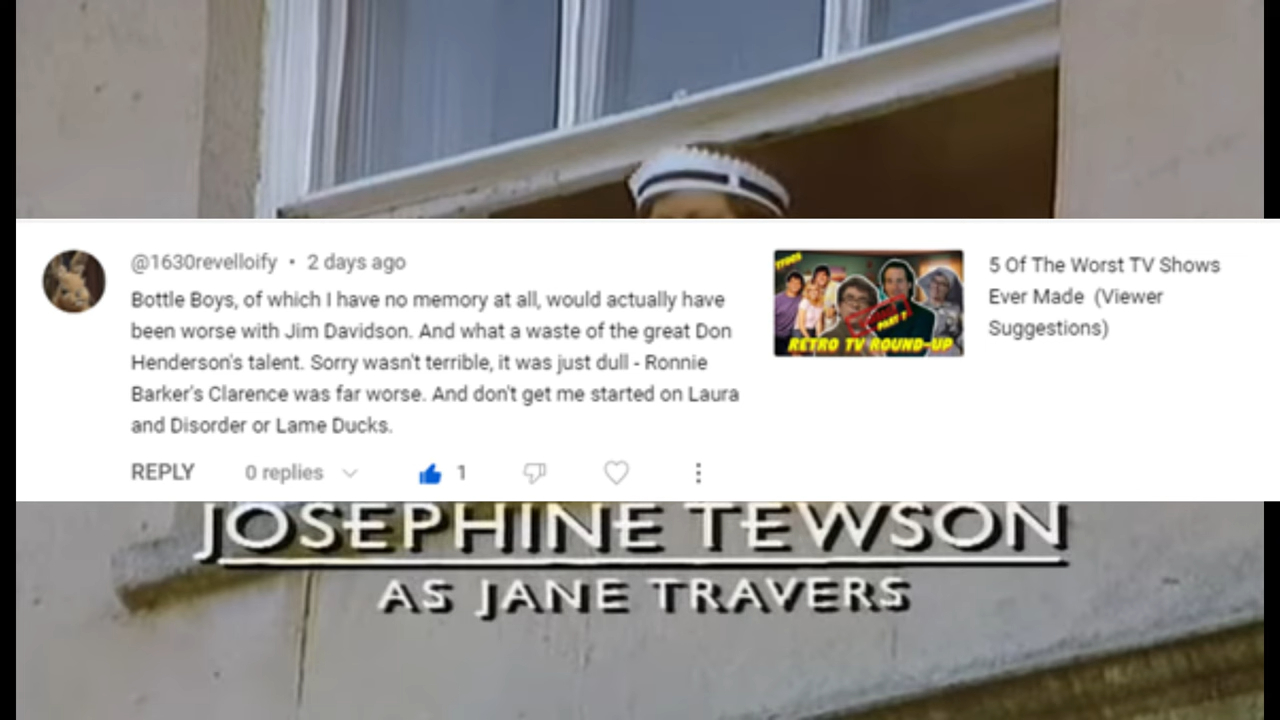 @1630revelloify • 2 days ago
Bottle Boys, of which I have no memory at all, would actually have
been worse with Jim Davidson. And what a waste of the great Don
Henderson's talent. Sorry wasn't terrible, it was just dull - Ronnie
Barker's Clarence was far worse. And don't get me started on Laura
and Disorder or Lame Ducks.
REPLY 0 replies 1
RETRO TV ROUND-UP
PART 2
5 Of The Worst TV Shows
Ever Made (Viewer
Suggestions)
JOSEPHINE TEWSON
AS JANE TRAVERS